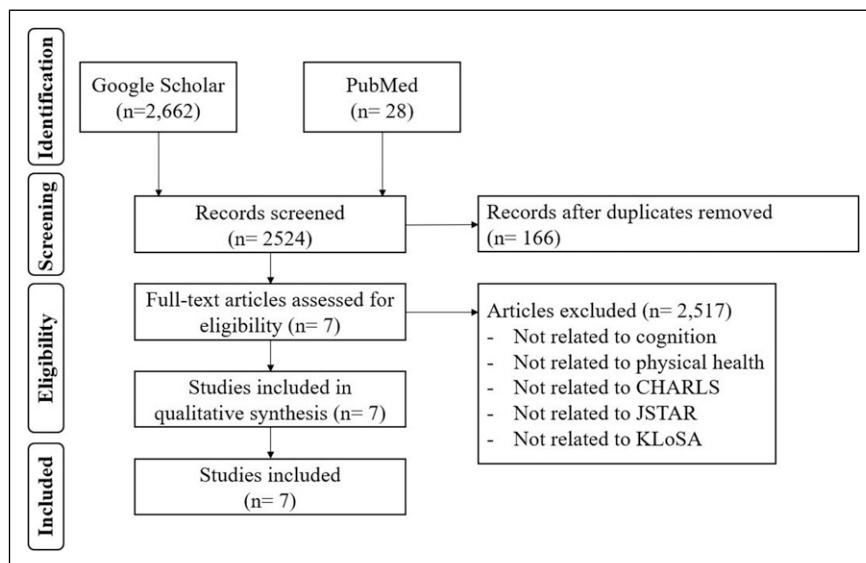 Identification
Google Scholar
(n=2,662)
PubMed
(n= 28)
Screening
Records screened
(n= 2524)
Records after duplicates removed
(n= 166)
Eligibility
Full-text articles assessed for
eligibility (n= 7)
Articles excluded (n= 2,517)
- Not related to cognition
- Not related to physical health
- Not related to CHARLS
- Not related to JSTAR
- Not related to KLoSA
Studies included in
qualitative synthesis (n= 7)
Included
Studies included
(n= 7)